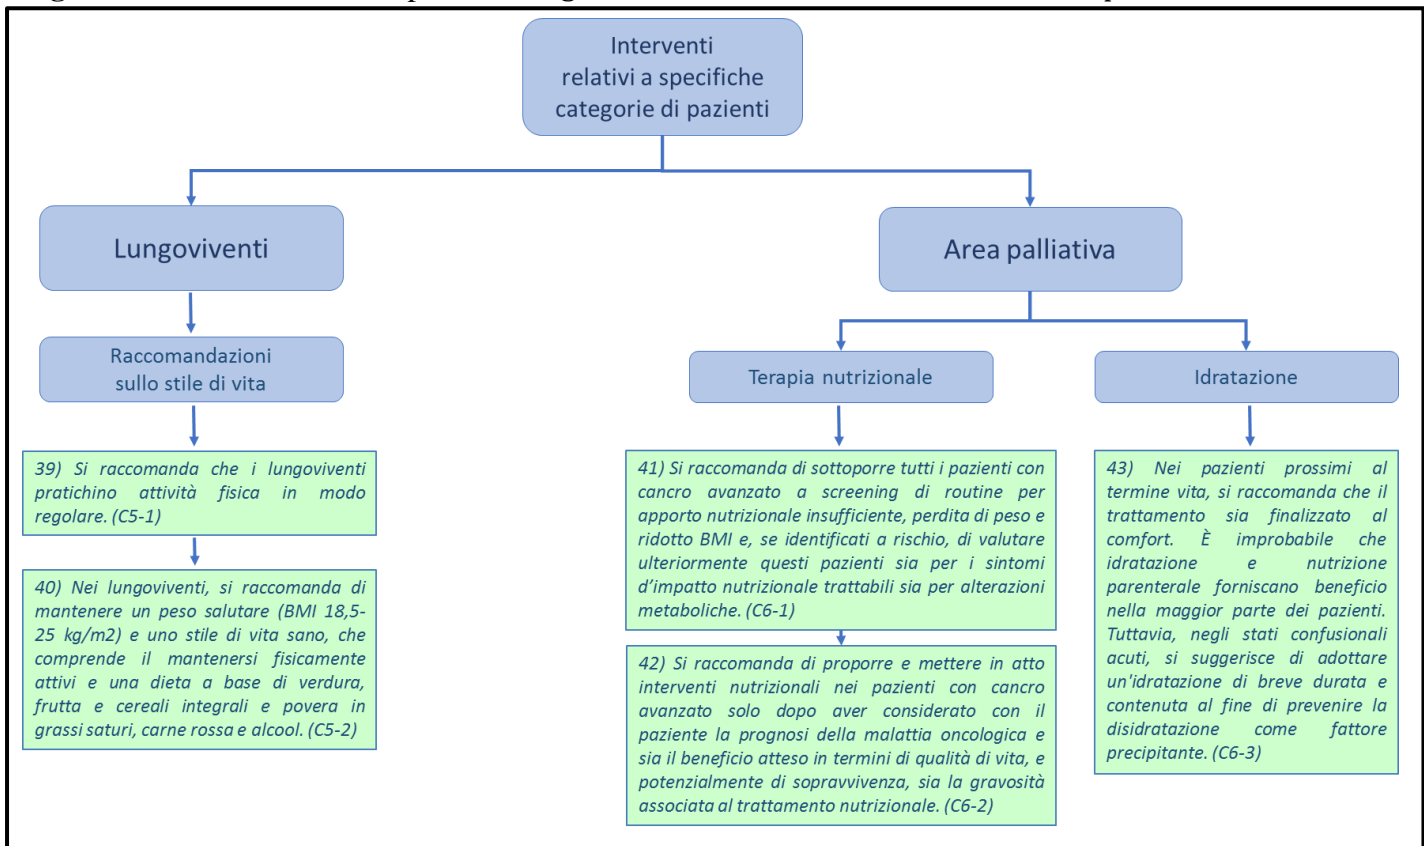 Interventi
relativi a specifiche
categorie di pazienti
Lungoviventi
Area palliativa
Raccomandazioni
sullo stile di vita
Terapia nutrizionale
Idratazione
39) Si raccomanda che i lungoviventi
pratichino attività fisica in modo
regolare. (C5-1)
40) Nei lungoviventi, si raccomanda di
mantenere un peso salutare (BMI 18,5-
25 kg/m2) e uno stile di vita sano, che
comprende il mantenersi fisicamente
attivi e una dieta a base di verdura,
frutta e cereali integrali e povera in
grassi saturi, carne rossa e alcool. (C5-2)
41) Si raccomanda di sottoporre tutti i pazienti con
cancro avanzato a screening di routine per
apporto nutrizionale insufficiente, perdita di peso e
ridotto BMI e, se identificati a rischio, di valutare
ulteriormente questi pazienti sia per i sintomi
d’impatto nutrizionale trattabili sia per alterazioni
metaboliche. (C6-1)
42) Si raccomanda di proporre e mettere in atto
interventi nutrizionali nei pazienti con cancro
avanzato solo dopo aver considerato con il
paziente la prognosi della malattia oncologica e
sia il beneficio atteso in termini di qualità di vita, e
potenzialmente di sopravvivenza, sia la gravosità
associata al trattamento nutrizionale. (C6-2)
43) Nei pazienti prossimi al
termine vita, si raccomanda che il
trattamento sia finalizzato al
comfort. È improbabile che
idratazione e nutrizione
parenterale forniscano beneficio
nella maggior parte dei pazienti.
Tuttavia, negli stati confusionali
acuti, si suggerisce di adottare
un'idratazione di breve durata e
contenuta al fine di prevenire la
disidratazione come fattore
precipitante. (C6-3)